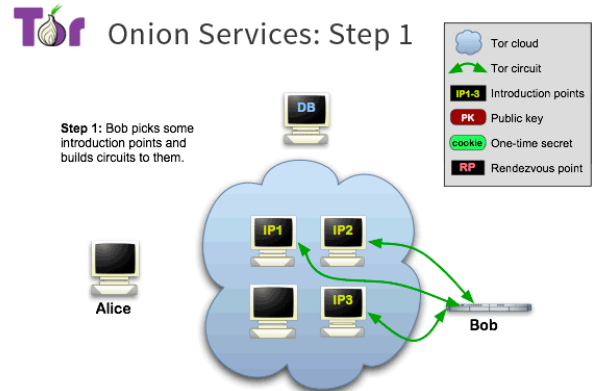 Tor
Onion Services: Step 1
Tor cloud
Tor circuit
IP1-3 Introduction points
PK Public key
cookie One-time secret
RP Rendezvous point
DB
Step 1: Bob picks some
introduction points and
builds circuits to them.
IP1 IP2
Alice
IP3
Bob